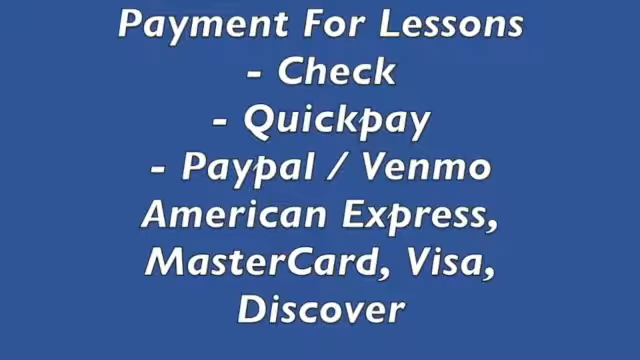 Payment For Lessons
- Check
- Quickpay
- Paypal / Venmo
American Express,
MasterCard, Visa,
Discover